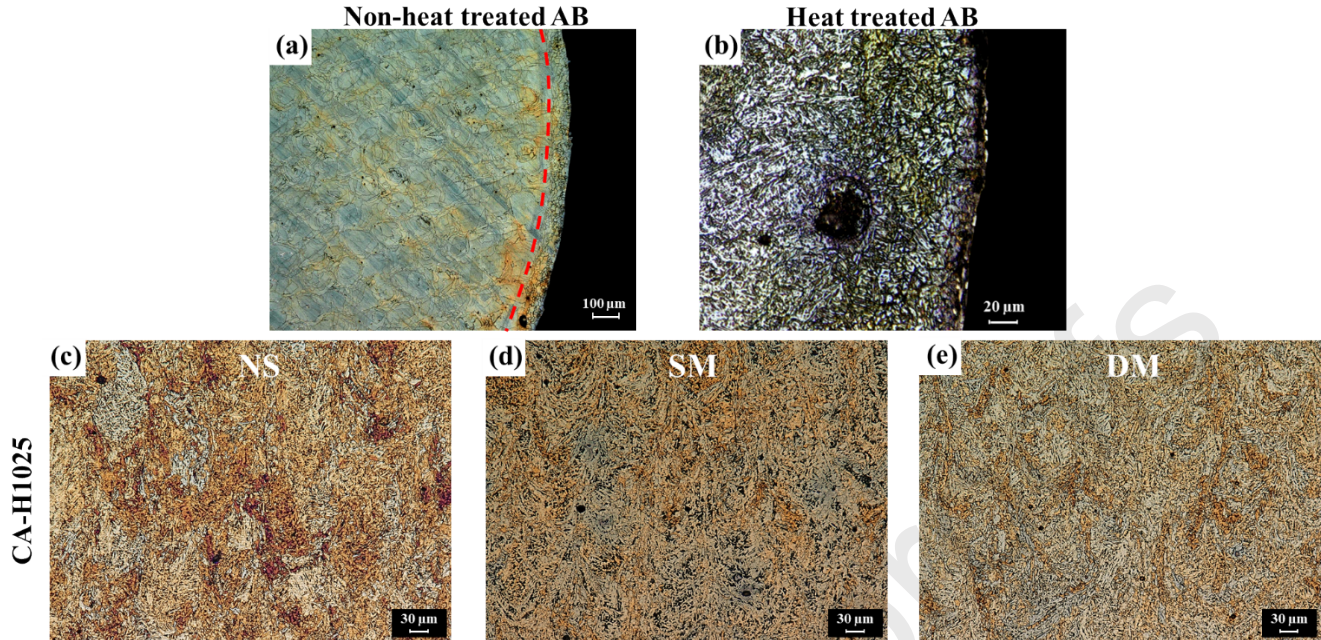 Non-heat treated AB
Heat treated AB
(a)
(b)
100 µm
20 µm
(c)
NS
(d)
SM
(e)
DM
CA-H1025
30 µm
30 µm
30 µm